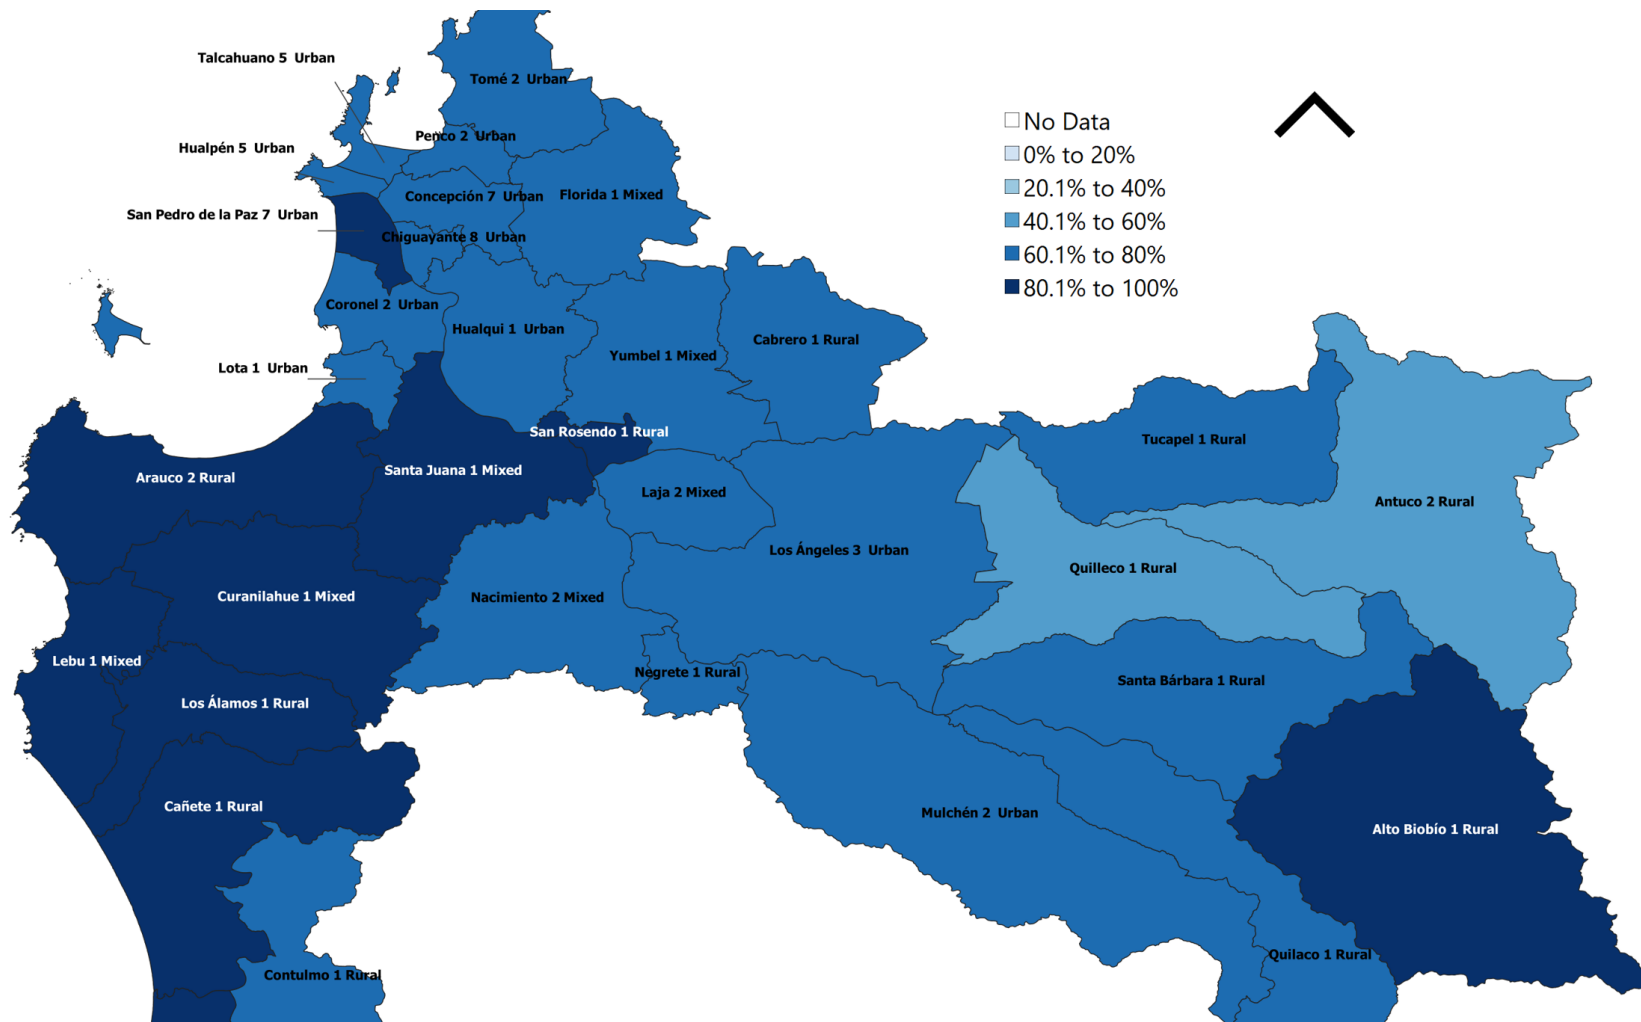 Talcahuano 5  Urban
Tomé 2  Urban
Penco 2  Urban
Hualpén 5  Urban
Concepción 7  Urban
Florida 1 Mixed
San Pedro de la Paz 7  Urban
Chiguayante 8  Urban
No Data
0% to 20%
20.1% to 40%
40.1% to 60%
60.1% to 80%
80.1% to 100%
Coronel 2  Urban
Hualqui 1  Urban
Yumbel 1 Mixed
Cabrero 1 Rural
Lota 1  Urban
San Rosendo 1 Rural
Tucapel 1 Rural
Arauco 2 Rural
Santa Juana 1 Mixed
Laja 2 Mixed
Antuco 2 Rural
Los Ángeles 3  Urban
Quilleco 1 Rural
Curanilahue 1 Mixed
Nacimiento 2 Mixed
Lebu 1 Mixed
Negrete 1 Rural
Santa Bárbara 1 Rural
Los Álamos 1 Rural
Cañete 1 Rural
Mulchén 2  Urban
Alto Biobío 1 Rural
Quilaco 1 Rural
Contulmo 1 Rural